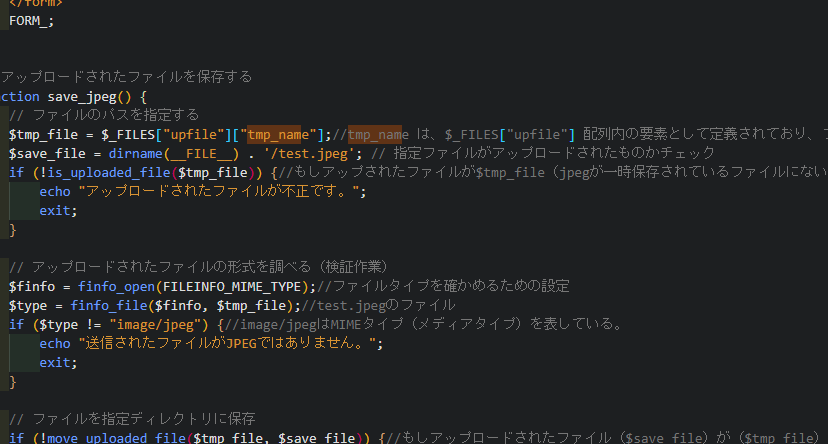 </form>
FORM_;
アップロードされたファイルを保存する
ction save_jpeg() {
// ファイルのパスを指定する
$tmp_file = $_FILES["upfile"]["tmp_name"];//tmp_name は、$_FILES["upfile"] 配列内の要素として定義されており、
$save_file = dirname(__FILE__) . '/test.jpeg'; // 指定ファイルがアップロードされたものかチェック
if (!is_uploaded_file($tmp_file)) {//もしアップされたファイルが$tmp_file（jpegが一時保存されているファイルにない
echo "アップロードされたファイルが不正です。";
exit;
}
// アップロードされたファイルの形式を調べる（検証作業）
$finfo = finfo_open(FILEINFO_MIME_TYPE);//ファイルタイプを確かめるための設定
$type = finfo_file($finfo, $tmp_file);//test.jpegのファイル
if ($type != "image/jpeg") {//image/jpegはMIMEタイプ（メディアタイプ）を表している。
echo "送信されたファイルがJPEGではありません。";
exit;
}
// ファイルを指定ディレクトリに保存
if (!move_uploaded_file($tmp_file, $save_file)) {//もしアップロードされたファイル（$save_file）が（$tmp_file）